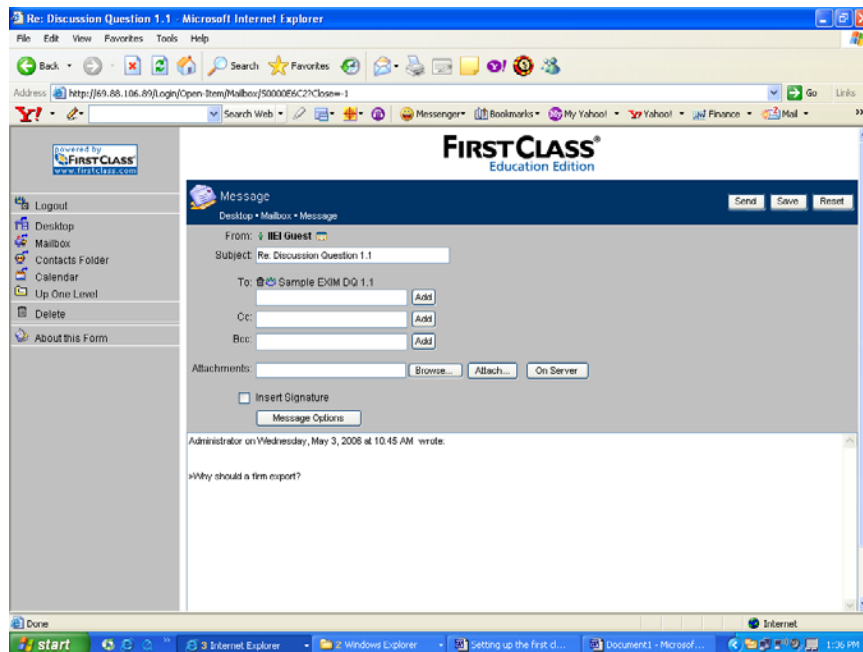 Re: Discussion Question 1.1 - Microsoft Internet Explorer
File Edit View Favorites Tools Help
Back Search Favorites
Address http://69.88.106.89/Login/Open-Item/Mailbox/S0000E6C2?Close=-1 Go Links
Y! Search Web Messenger Bookmarks My Yahoo! Yahoo! Finance Mail »
powered by
FIRSTCLASS
www.firstclass.com
FIRSTCLASS®
Education Edition
Logout
Desktop
Mailbox
Contacts Folder
Calendar
Up One Level
Delete
About this Form
Message
Desktop • Mailbox • Message
Send Save Reset
From: IIEI Guest
Subject: Re: Discussion Question 1.1
To: Sample EXIM DQ 1.1
Add
Cc: Add
Bcc: Add
Attachments: Browse... Attach... On Server
Insert Signature
Message Options
Administrator on Wednesday, May 3, 2006 at 10:45 AM wrote:
>Why should a firm export?
Done Internet
start 3 Internet Explorer 2 Windows Explorer Setting up the first cl... Document1 - Microsof... 1:36 PM